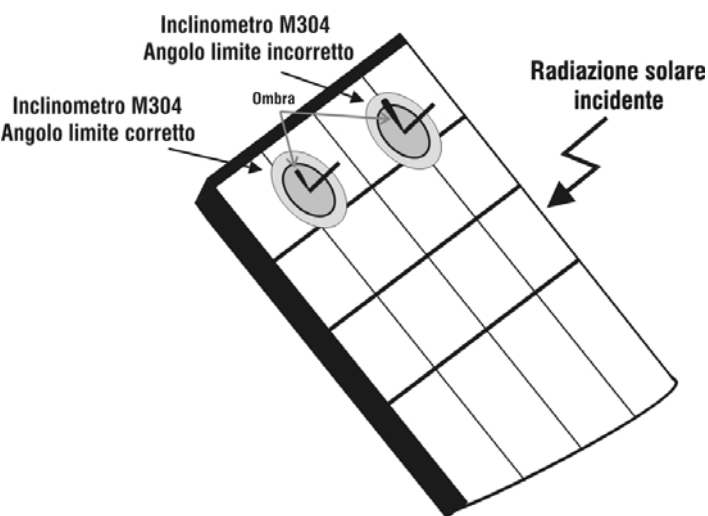 Inclinometro M304
Angolo limite incorretto
Radiazione solare
incidente
Ombra
Inclinometro M304
Angolo limite corretto